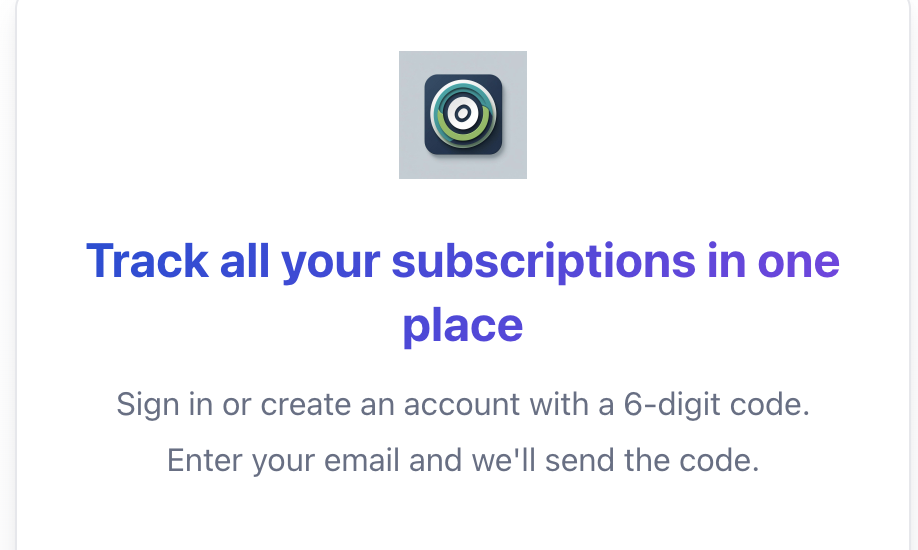 Track all your subscriptions in one
place
Sign in or create an account with a 6-digit code.
Enter your email and we'll send the code.